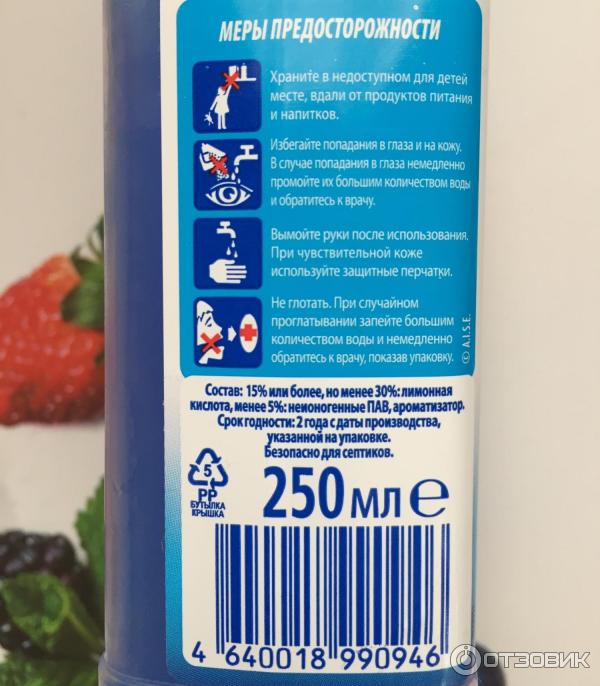 МЕРЫ ПРЕДОСТОРОЖНОСТИ
Храните в недоступном для детей
месте, вдали от продуктов питания
и напитков.
Избегайте попадания в глаза и на кожу.
В случае попадания в глаза немедленно
промойте их большим количеством воды
и обратитесь к врачу.
Вымойте руки после использования.
При чувствительной коже
используйте защитные перчатки.
Не глотать. При случайном
проглатывании запейте большим
количеством воды и немедленно
обратитесь к врачу, показав упаковку.
© A.I.S.E.
Состав: 15% или более, но менее 30%: лимонная
кислота, менее 5%: неионогенные ПАВ, ароматизатор.
Срок годности: 2 года с даты производства,
указанной на упаковке.
Безопасно для септиков.
5
PP
БУТЫЛКА
КРЫШКА
250 мл e
4 640018 990946
ОТЗОВИК